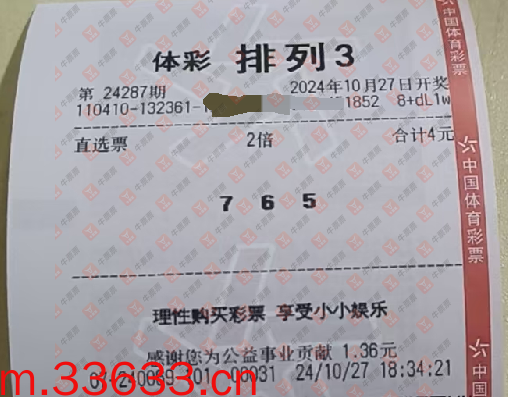 体彩 排列3
第 24287期 2024年10月27日开奖
110410-132361- 1852 8+dL1w
直选票 2倍 合计4元
7 6 5
理性购买彩票 享受小小娱乐
感谢您为公益事业贡献 1.36元
24/10/27 18:34:21
m.33633.cn
中国体育彩票
中国体育彩票